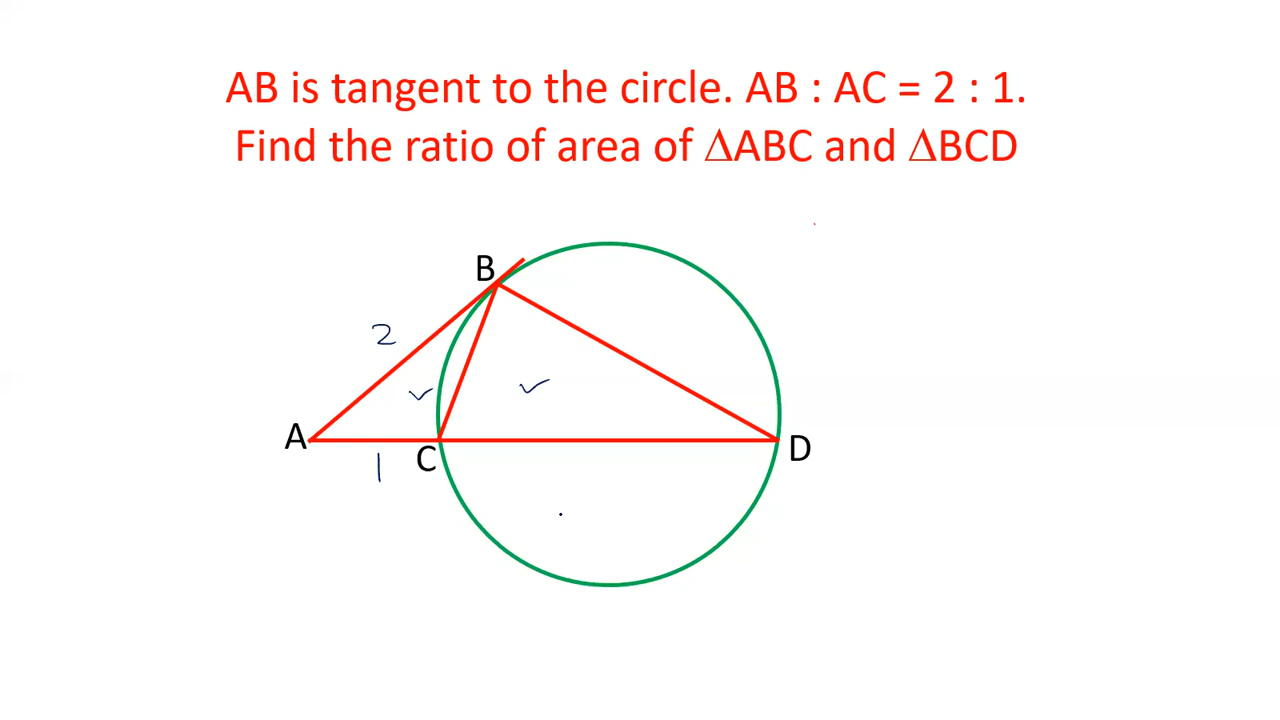 AB is tangent to the circle. AB : AC = 2 : 1.
Find the ratio of area of ΔABC and ΔBCD
B
2
A
C
D
1